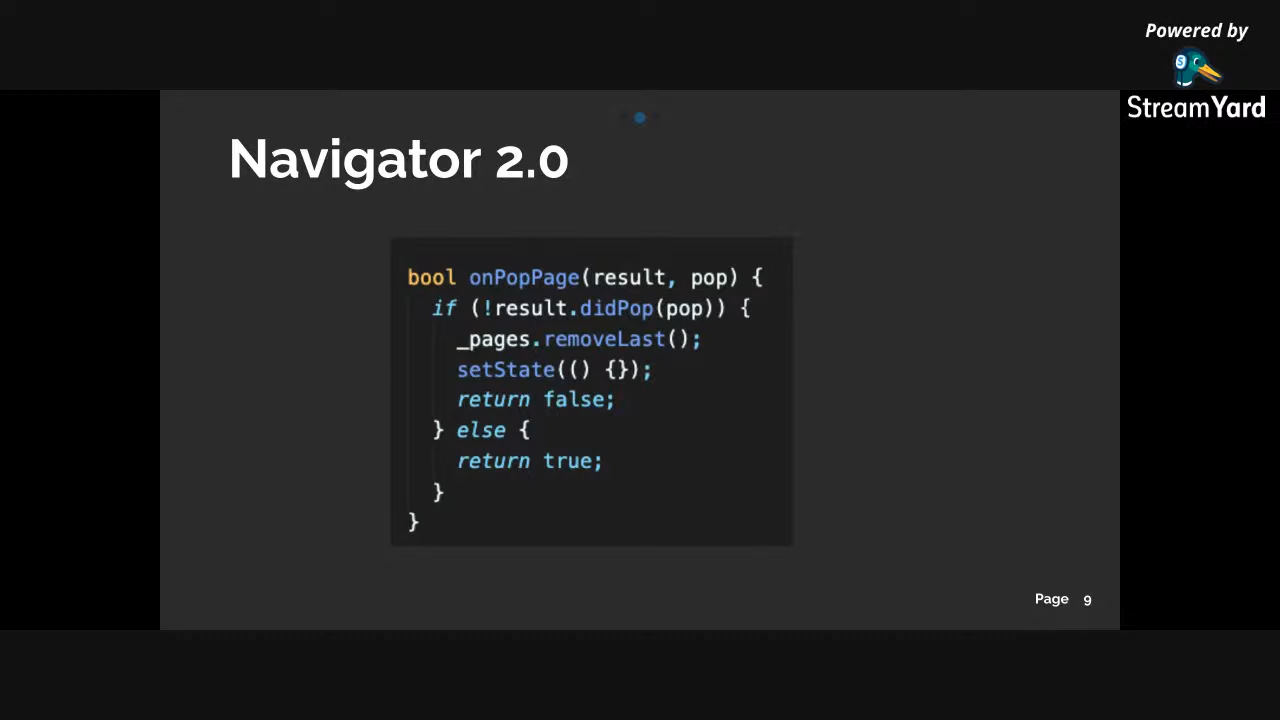 Powered by
StreamYard
Navigator 2.0
bool onPopPage(result, pop) {
  if (!result.didPop(pop)) {
    _pages.removeLast();
    setState(() {});
    return false;
  } else {
    return true;
  }
}
Page 9